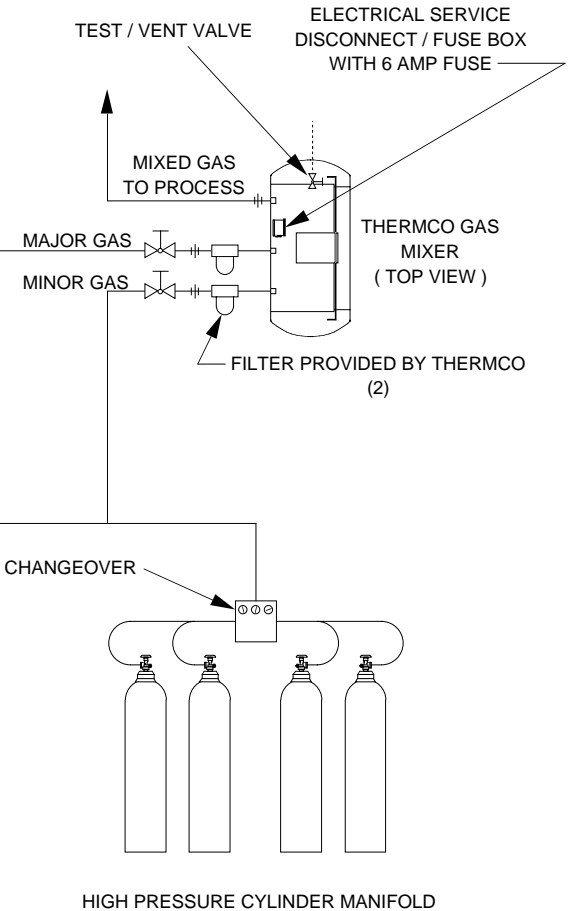 TEST / VENT VALVE
ELECTRICAL SERVICE
DISCONNECT / FUSE BOX
WITH 6 AMP FUSE
MIXED GAS
TO PROCESS
THERMCO GAS
MIXER
( TOP VIEW )
MAJOR GAS
MINOR GAS
FILTER PROVIDED BY THERMCO
(2)
CHANGEOVER
HIGH PRESSURE CYLINDER MANIFOLD